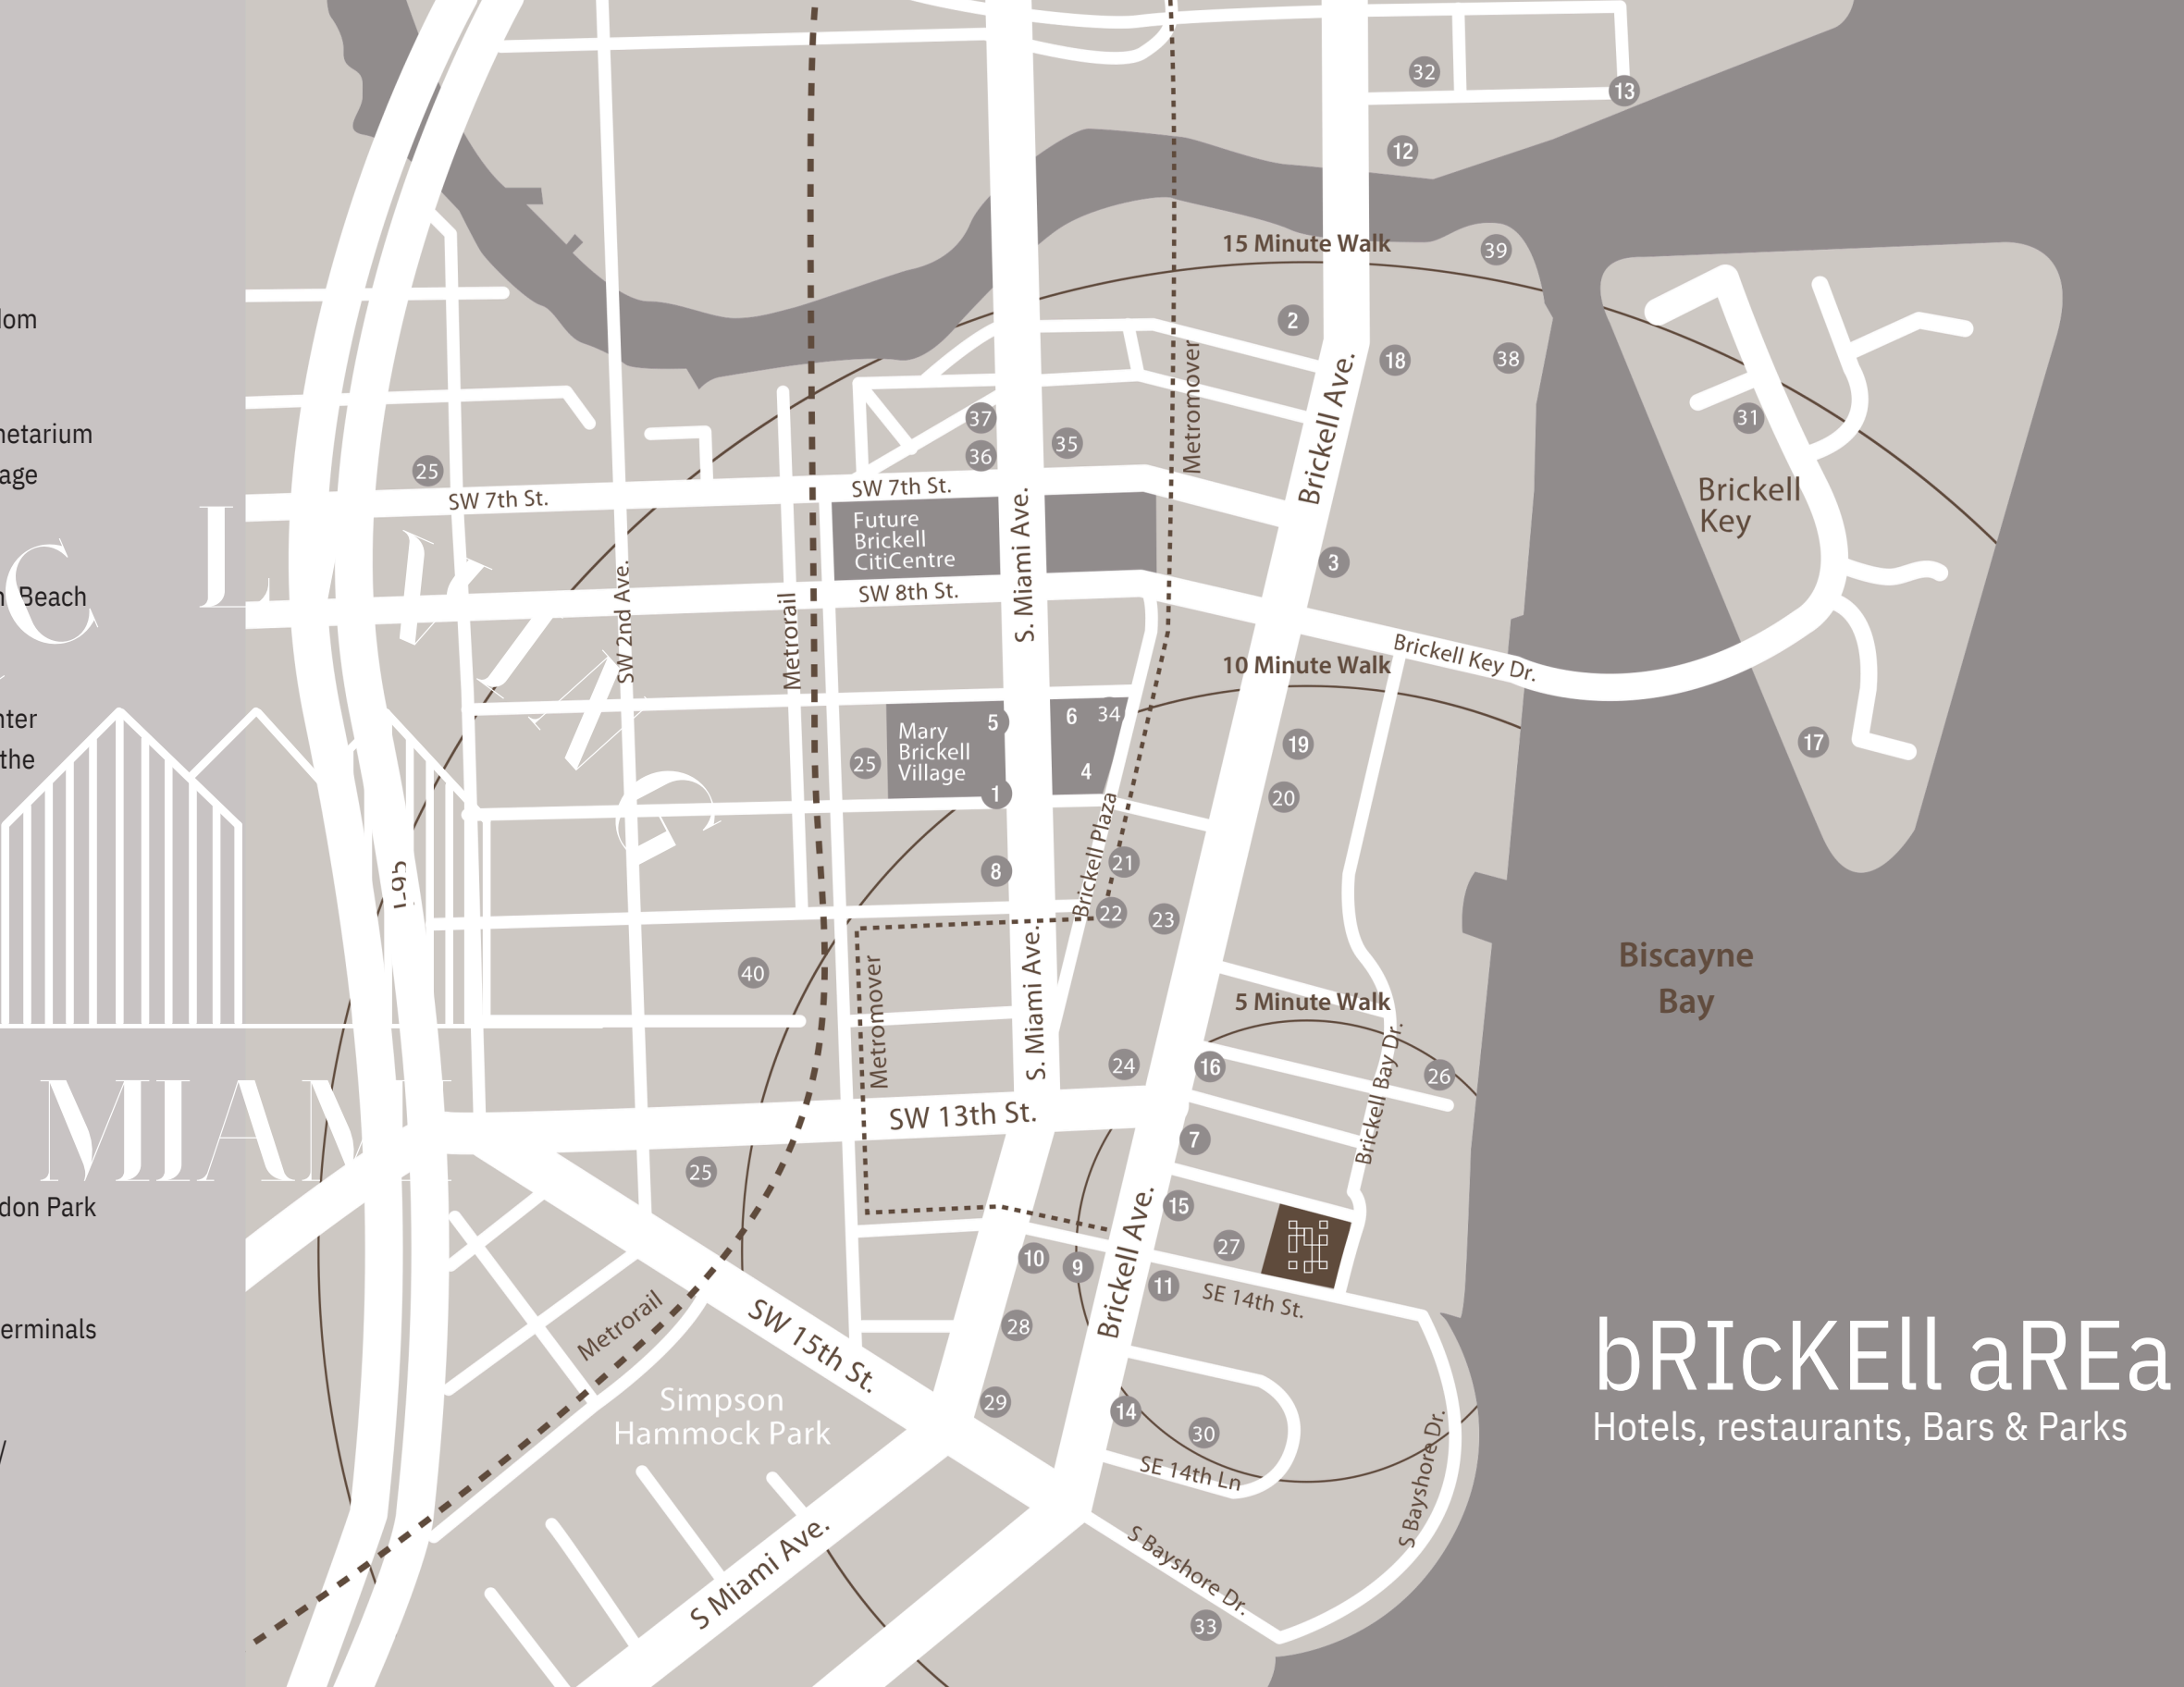 dom
netarium
age
n Beach
nter
the
don Park
erminals
LIVING
MIAMI
I-95
15 Minute Walk
10 Minute Walk
5 Minute Walk
SW 7th St.
SW 7th St.
SW 8th St.
SW 2nd Ave.
Metrorail
Metromover
S. Miami Ave.
Brickell Ave.
Future
Brickell
CitiCentre
Mary
Brickell
Village
Brickell Plaza
Brickell Key Dr.
Brickell
Key
Biscayne
Bay
Metromover
S. Miami Ave.
SW 13th St.
Brickell Bay Dr.
Brickell Ave.
SE 14th St.
Metrorail
SW 15th St.
Simpson
Hammock Park
SE 14th Ln
S Bayshore Dr.
S Bayshore Dr.
S Miami Ave.
32
13
12
39
2
18
38
37
36
35
31
25
3
5
6
34
25
4
1
19
20
17
8
21
22
23
40
24
16
26
7
25
15
27
10
9
11
28
29
14
30
33
bRIcKEll aREa
Hotels, restaurants, Bars & Parks